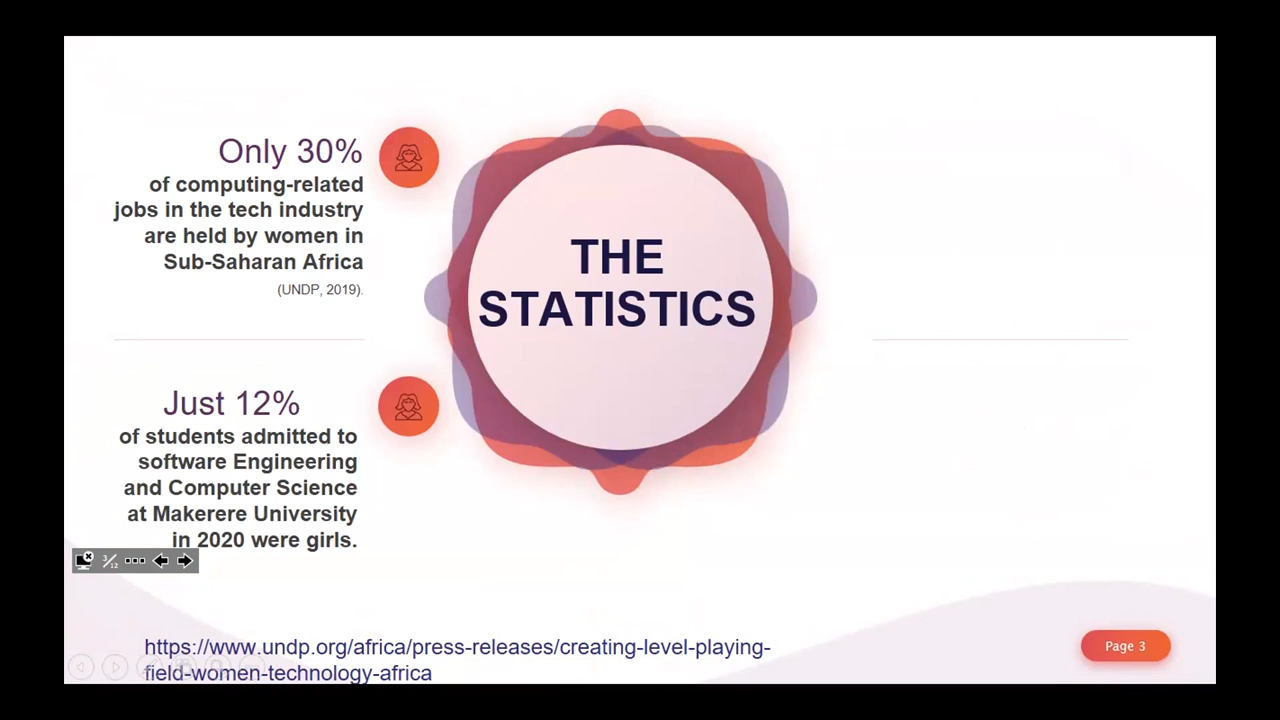 Only 30%
of computing-related
jobs in the tech industry
are held by women in
Sub-Saharan Africa
(UNDP, 2019).
THE
STATISTICS
Just 12%
of students admitted to
software Engineering
and Computer Science
at Makerere University
in 2020 were girls.
3/12
https://www.undp.org/africa/press-releases/creating-level-playing-
field-women-technology-africa
Page 3